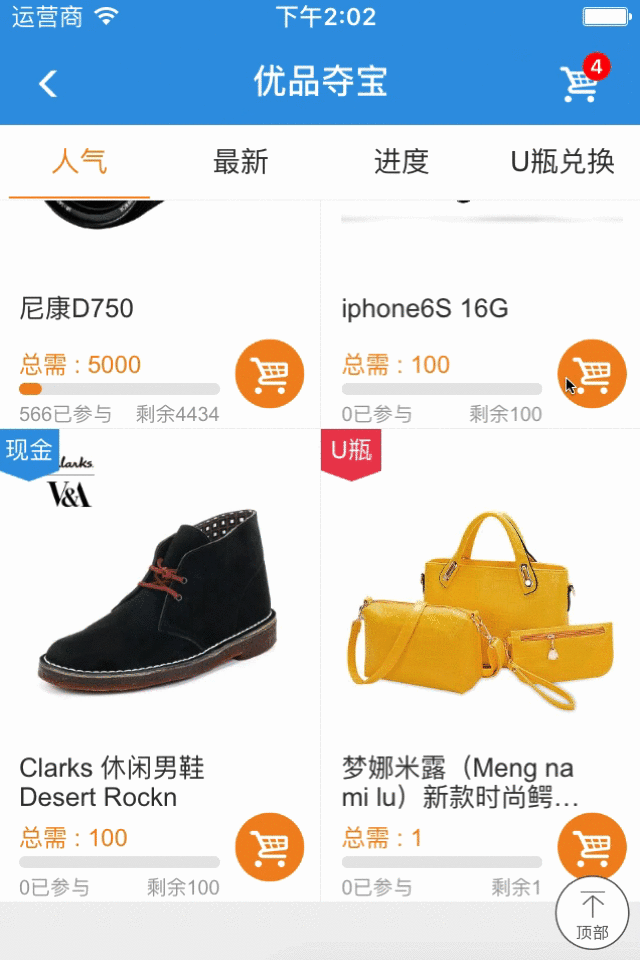 运营商 下午2:02
优品夺宝 4
人气 最新 进度 U瓶兑换
尼康D750
总需：5000
566已参与 剩余4434
iphone6S 16G
总需：100
0已参与 剩余100
现金
V&A
Clarks 休闲男鞋
Desert Rockn
总需：100
0已参与 剩余100
U瓶
梦娜米露（Meng na
mi lu）新款时尚鳄...
总需：1
0已参与 剩余1
顶部